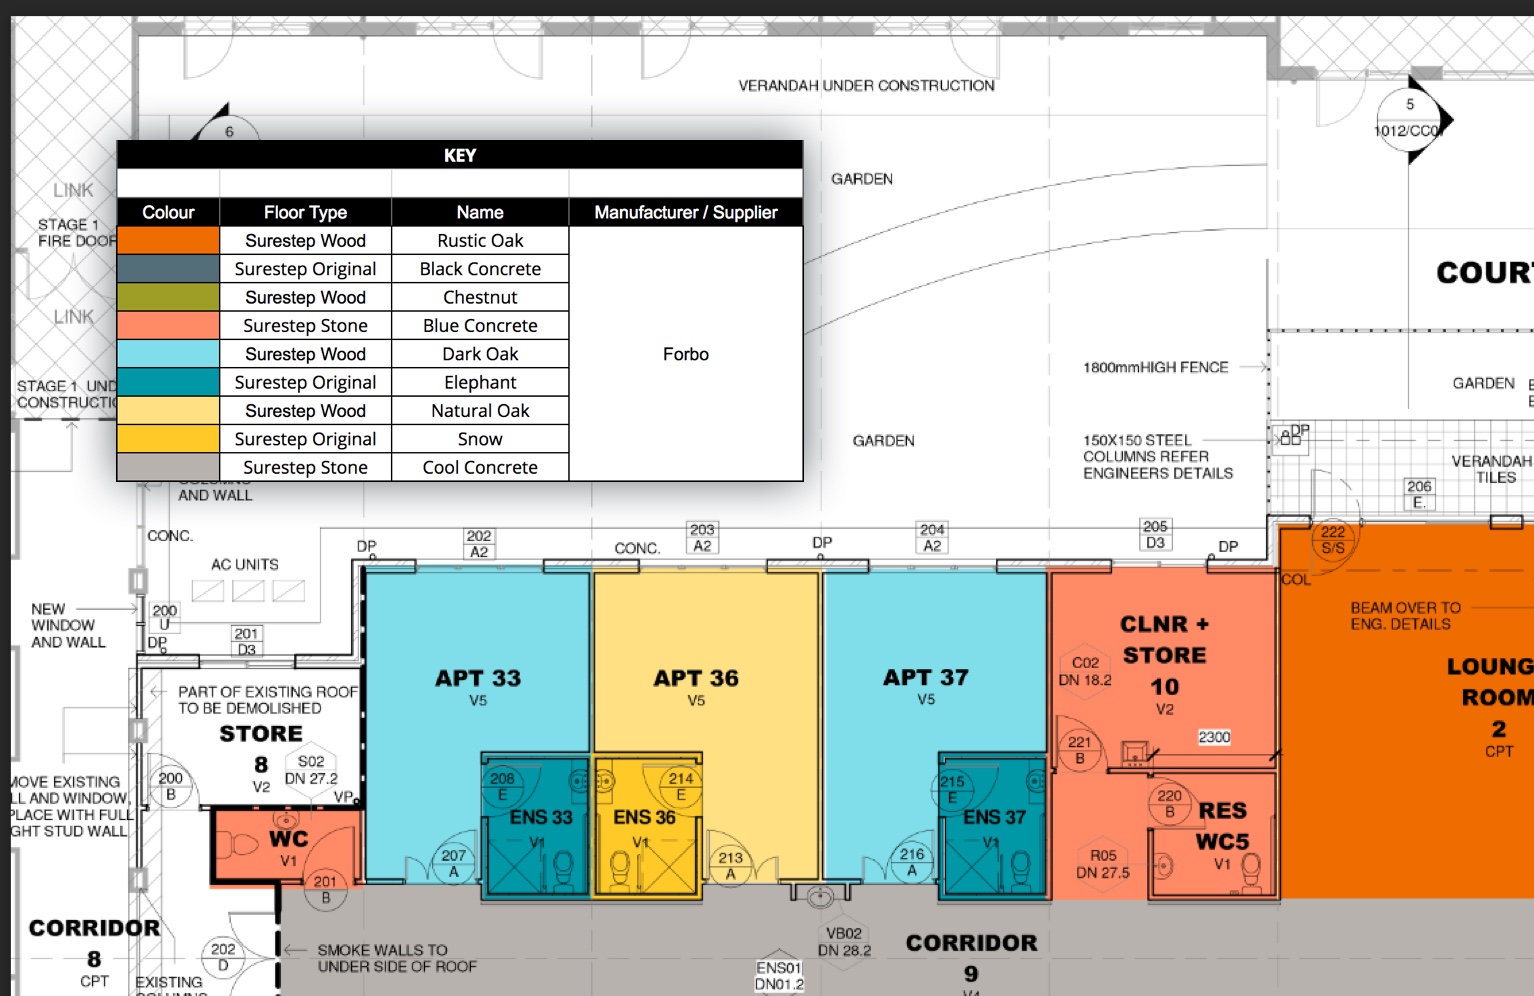 VERANDAH UNDER CONSTRUCTION
5
6
KEY
LINK
GARDEN
STAGE 1
FIRE DOOR
Colour Floor Type Name Manufacturer / Supplier
Surestep Wood Rustic Oak
Surestep Original Black Concrete
Surestep Wood Chestnut
Surestep Stone Blue Concrete
Surestep Wood Dark Oak Forbo
Surestep Original Elephant
Surestep Wood Natural Oak
Surestep Original Snow
Surestep Stone Cool Concrete
LINK
STAGE 1
1800mmHIGH FENCE
GARDEN
GARDEN
150X150 STEEL
COLUMNS REFER
ENGINEERS DETAILS
DP
VERANDAH
TILES
AND WALL
206
E.
CONC.
DP
202
A2
CONC.
203
A2
DP
204
A2
205
D3
DP
222
S/S
AC UNITS
COL
NEW
WINDOW
AND WALL
200
U
DP
201
D3
BEAM OVER TO
ENG. DETAILS
APT 33
V5
APT 36
V5
APT 37
V5
CLNR +
STORE
10
V2
C02
DN 18.2
ROOM
2
CPT
PART OF EXISTING ROOF
TO BE DEMOLISHED
STORE
8
V2
S02
DN 27.2
VP
200
B
221
B
2300
EXISTING
AND WINDOW
WITH FULL
STUD WALL
208
E
214
E
215
E
220
B
ENS 33
V1
ENS 36
V1
ENS 37
V1
RES
WC5
V1
WC
V1
201
B
207
A
213
A
216
A
R05
DN 27.5
CORRIDOR
8
CPT
202
D
SMOKE WALLS TO
UNDER SIDE OF ROOF
VB02
DN 28.2
CORRIDOR
9
ENS01
DN01.2
EXISTING